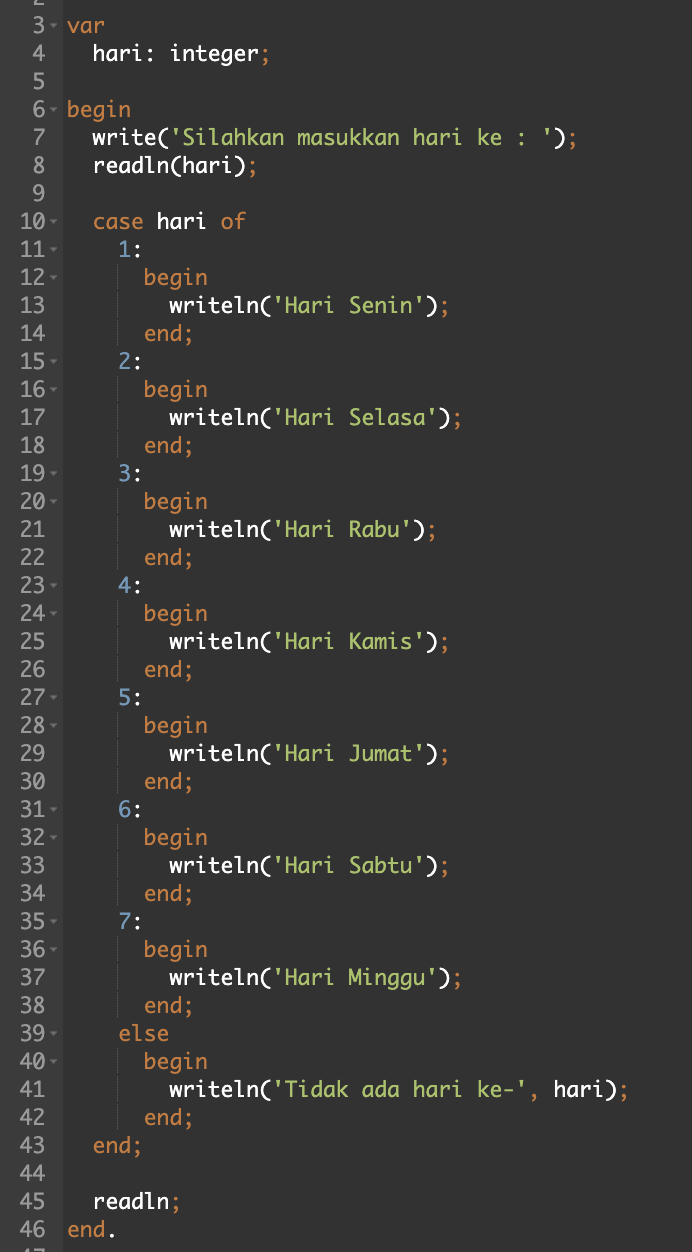 3 var
4 hari: integer;
5
6 begin
7 write('Silahkan masukkan hari ke : ');
8 readln(hari);
9
10 case hari of
11 1:
12 begin
13 writeln('Hari Senin');
14 end;
15 2:
16 begin
17 writeln('Hari Selasa');
18 end;
19 3:
20 begin
21 writeln('Hari Rabu');
22 end;
23 4:
24 begin
25 writeln('Hari Kamis');
26 end;
27 5:
28 begin
29 writeln('Hari Jumat');
30 end;
31 6:
32 begin
33 writeln('Hari Sabtu');
34 end;
35 7:
36 begin
37 writeln('Hari Minggu');
38 end;
39 else
40 begin
41 writeln('Tidak ada hari ke-', hari);
42 end;
43 end;
44
45 readln;
46 end.